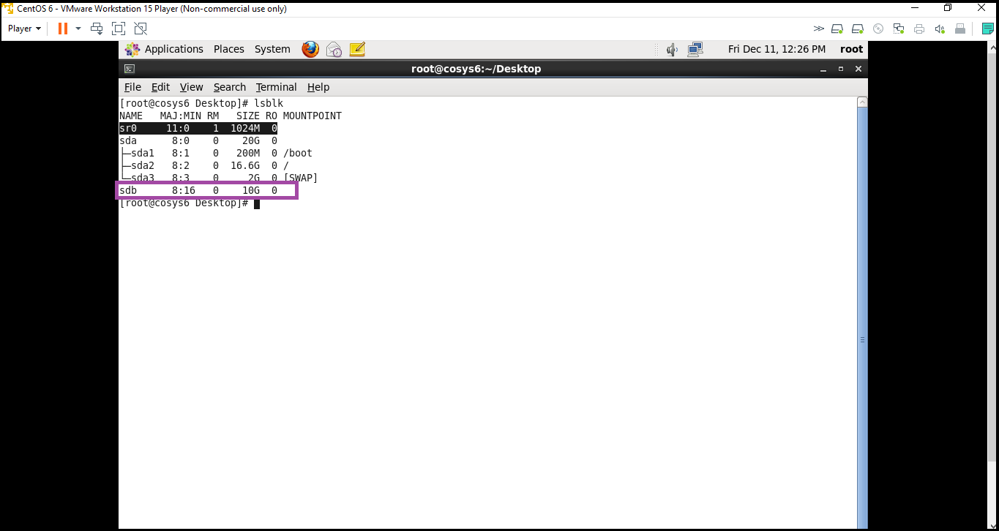 CentOS 6 - VMware Workstation 15 Player (Non-commercial use only)
Player
Applications Places System Fri Dec 11, 12:26 PM root
root@cosys6:~/Desktop
File Edit View Search Terminal Help
[root@cosys6 Desktop]# lsblk
NAME   MAJ:MIN RM   SIZE RO MOUNTPOINT
sr0     11:0    1  1024M  0
sda      8:0    0    20G  0
├─sda1   8:1    0   200M  0 /boot
├─sda2   8:2    0  16.6G  0 /
└─sda3   8:3    0     2G  0 [SWAP]
sdb      8:16   0    10G  0
[root@cosys6 Desktop]#